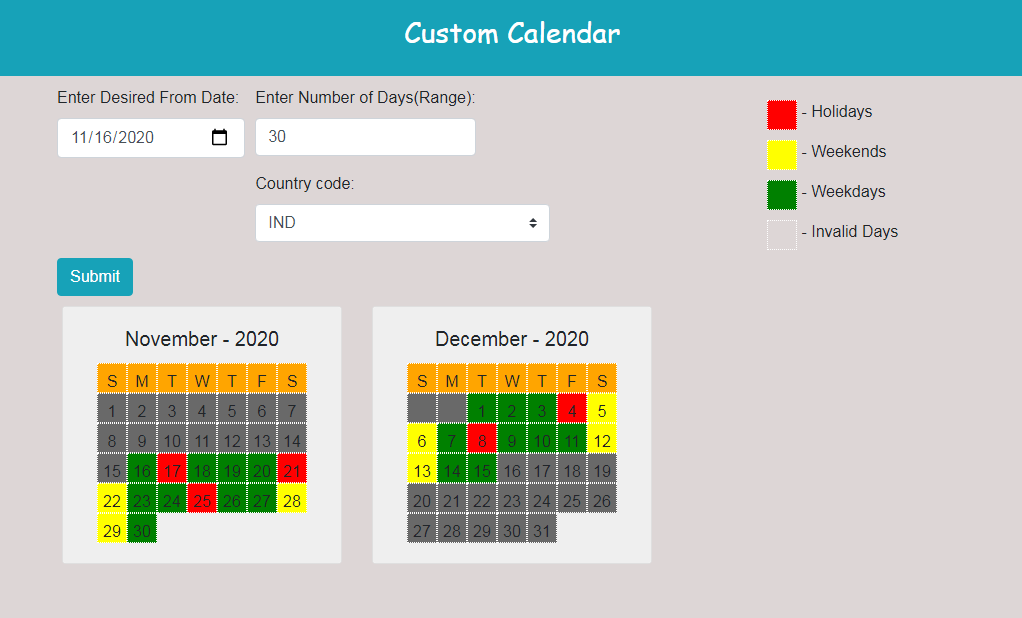 Custom Calendar
Enter Desired From Date:
11/16/2020
Enter Number of Days(Range):
30
Country code:
IND
Submit
- Holidays
- Weekends
- Weekdays
- Invalid Days
November - 2020
S M T W T F S
1 2 3 4 5 6 7
8 9 10 11 12 13 14
15 16 17 18 19 20 21
22 23 24 25 26 27 28
29 30
December - 2020
S M T W T F S
1 2 3 4 5
6 7 8 9 10 11 12
13 14 15 16 17 18 19
20 21 22 23 24 25 26
27 28 29 30 31